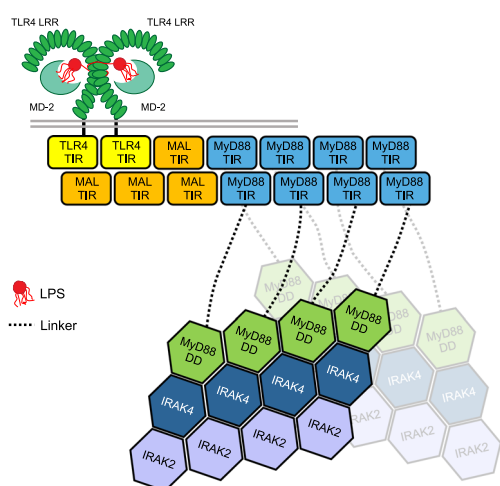 TLR4 LRR
TLR4 LRR
MD-2
MD-2
TLR4
TIR
TLR4
TIR
MAL
TIR
MyD88
TIR
MyD88
TIR
MyD88
TIR
MyD88
TIR
MAL
TIR
MAL
TIR
MAL
TIR
MyD88
TIR
MyD88
TIR
MyD88
TIR
MyD88
TIR
LPS
Linker
MyD88
DD
MyD88
DD
MyD88
DD
MyD88
DD
MyD88
DD
MyD88
DD
IRAK4
IRAK4
IRAK4
IRAK4
IRAK4
IRAK4
IRAK2
IRAK2
IRAK2
IRAK2
IRAK2
IRAK2